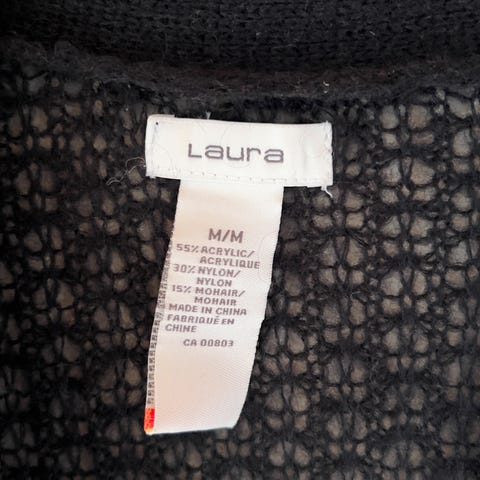 Laura
M/M
55% ACRYLIC/
ACRYLIQUE
30% NYLON/
NYLON
15% MOHAIR/
MOHAIR
MADE IN CHINA
FABRIQUÉ EN
CHINE
CA 00803